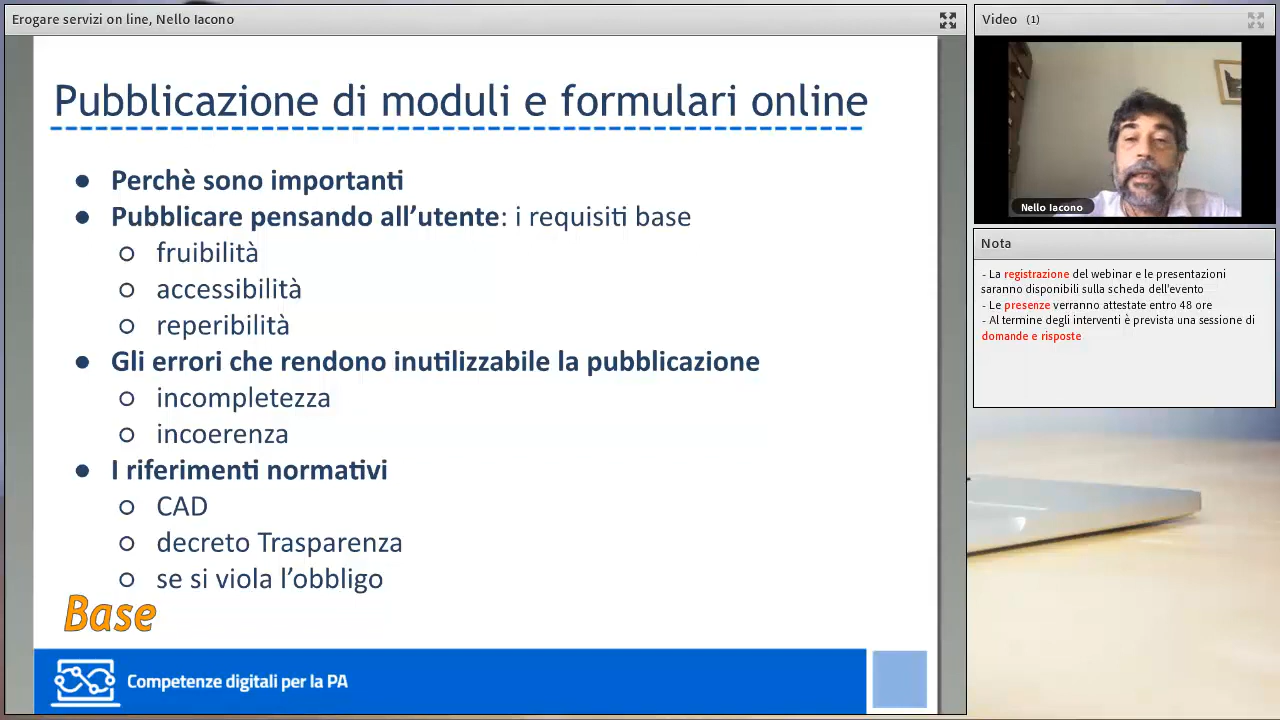 Erogare servizi on line, Nello Iacono
Pubblicazione di moduli e formulari online
● Perchè sono importanti
● Pubblicare pensando all’utente: i requisiti base
○ fruibilità
○ accessibilità
○ reperibilità
● Gli errori che rendono inutilizzabile la pubblicazione
○ incompletezza
○ incoerenza
● I riferimenti normativi
○ CAD
○ decreto Trasparenza
○ se si viola l’obbligo
Base
Competenze digitali per la PA
Video (1)
Nello Iacono
Nota
- La registrazione del webinar e le presentazioni
saranno disponibili sulla scheda dell'evento
- Le presenze verranno attestate entro 48 ore
- Al termine degli interventi è prevista una sessione di
domande e risposte